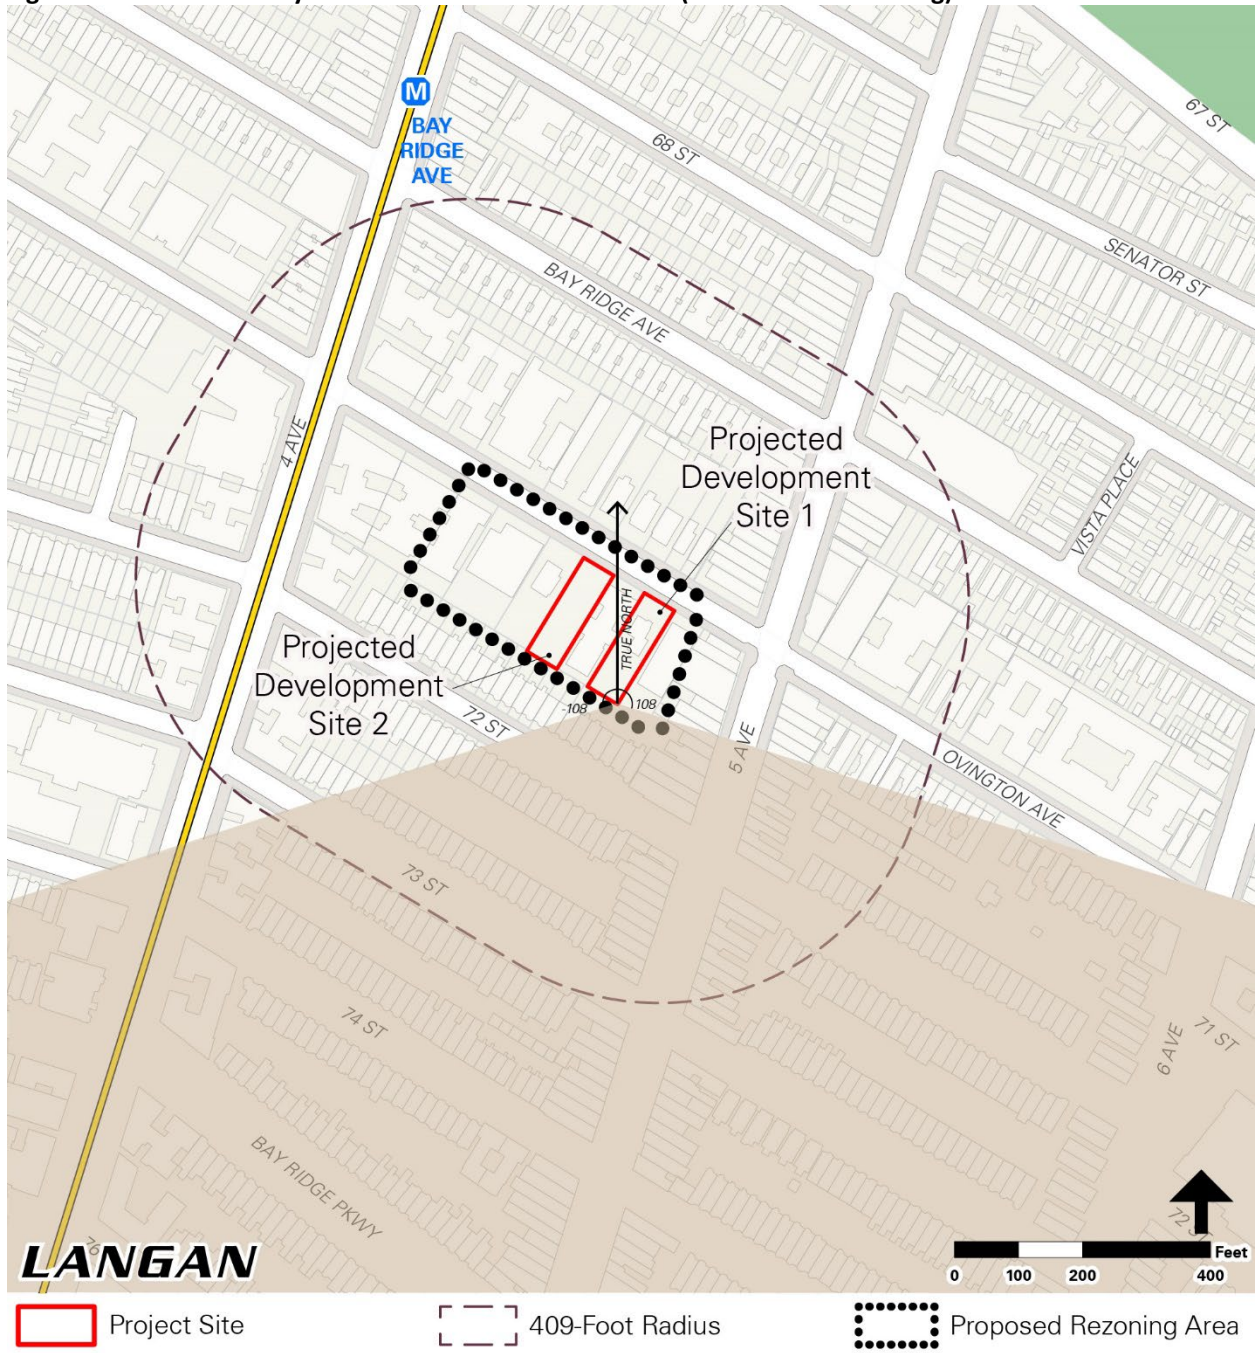 M
BAY
RIDGE
AVE
67 ST
68 ST
SENATOR ST
BAY RIDGE AVE
4 AVE
VISTA PLACE
Projected
Development
Site 1
TRUE NORTH
Projected
Development
Site 2
-108
108
72 ST
5 AVE
OVINGTON AVE
73 ST
74 ST
71 ST
6 AVE
BAY RIDGE PKWY
72 ST
76
LANGAN
Feet
0 100 200 400
Project Site
409-Foot Radius
Proposed Rezoning Area